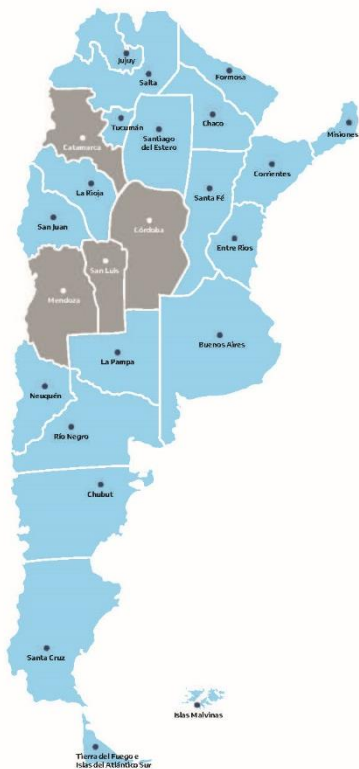 Jujuy
Salta
Formosa
Tucumán
Chaco
Misiones
Catamarca
Santiago
del Estero
Corrientes
La Rioja
Santa Fé
San Juan
Córdoba
Entre Rios
San Luis
Mendoza
Buenos Aires
La Pampa
Neuquén
Río Negro
Chubut
Santa Cruz
Islas Malvinas
Tierra del Fuego e
Islas del Atlántico Sur